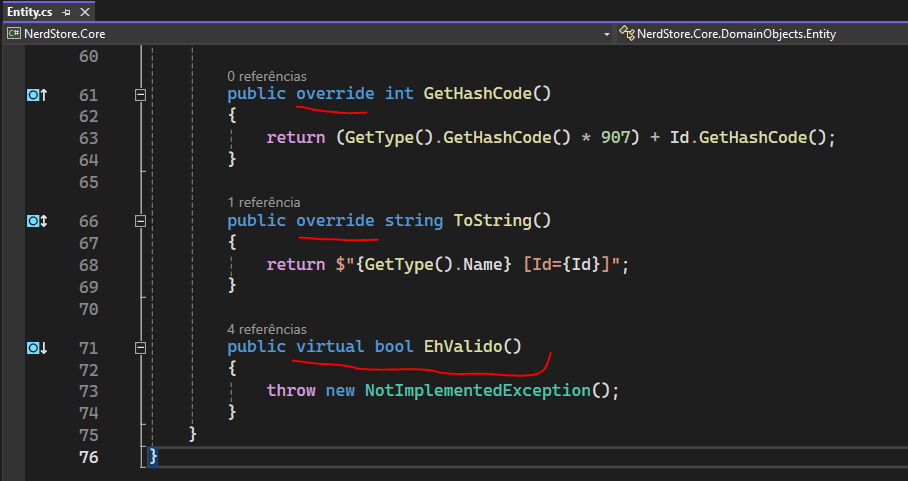 Entity.cs
C# NerdStore.Core
NerdStore.Core.DomainObjects.Entity
60
0 referências
61 public override int GetHashCode()
62 {
63 return (GetType().GetHashCode() * 907) + Id.GetHashCode();
64 }
65
1 referência
66 public override string ToString()
67 {
68 return $"{GetType().Name} [Id={Id}]";
69 }
70
4 referências
71 public virtual bool EhValido()
72 {
73 throw new NotImplementedException();
74 }
75 }
76 }